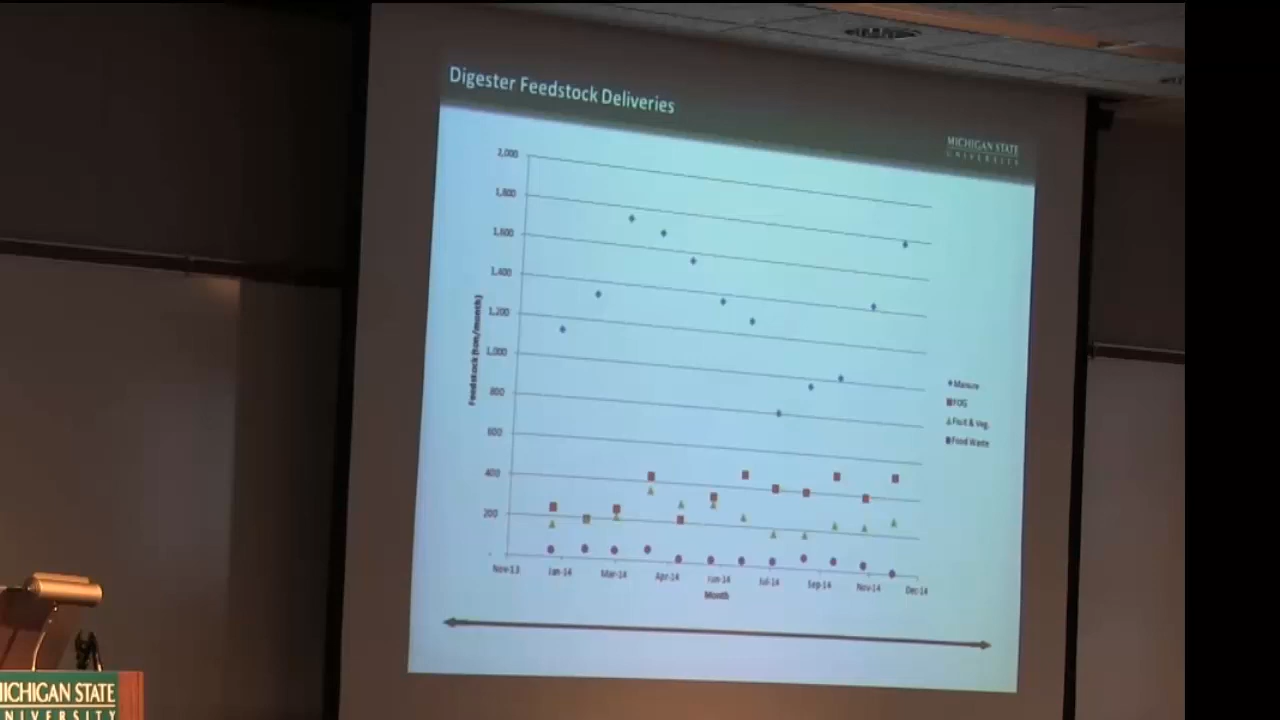 Digester Feedstock Deliveries
MICHIGAN STATE
UNIVERSITY
2,000
1,800
1,600
1,400
1,200
1,000
800
600
400
200
-
Feedstock (ton/month)
Nov-13 Jan-14 Mar-14 Apr-14 Jun-14 Jul-14 Sep-14 Nov-14 Dec-14
Month
Manure
FOG
Fruit & Veg.
Food Waste
MICHIGAN STATE
UNIVERSITY